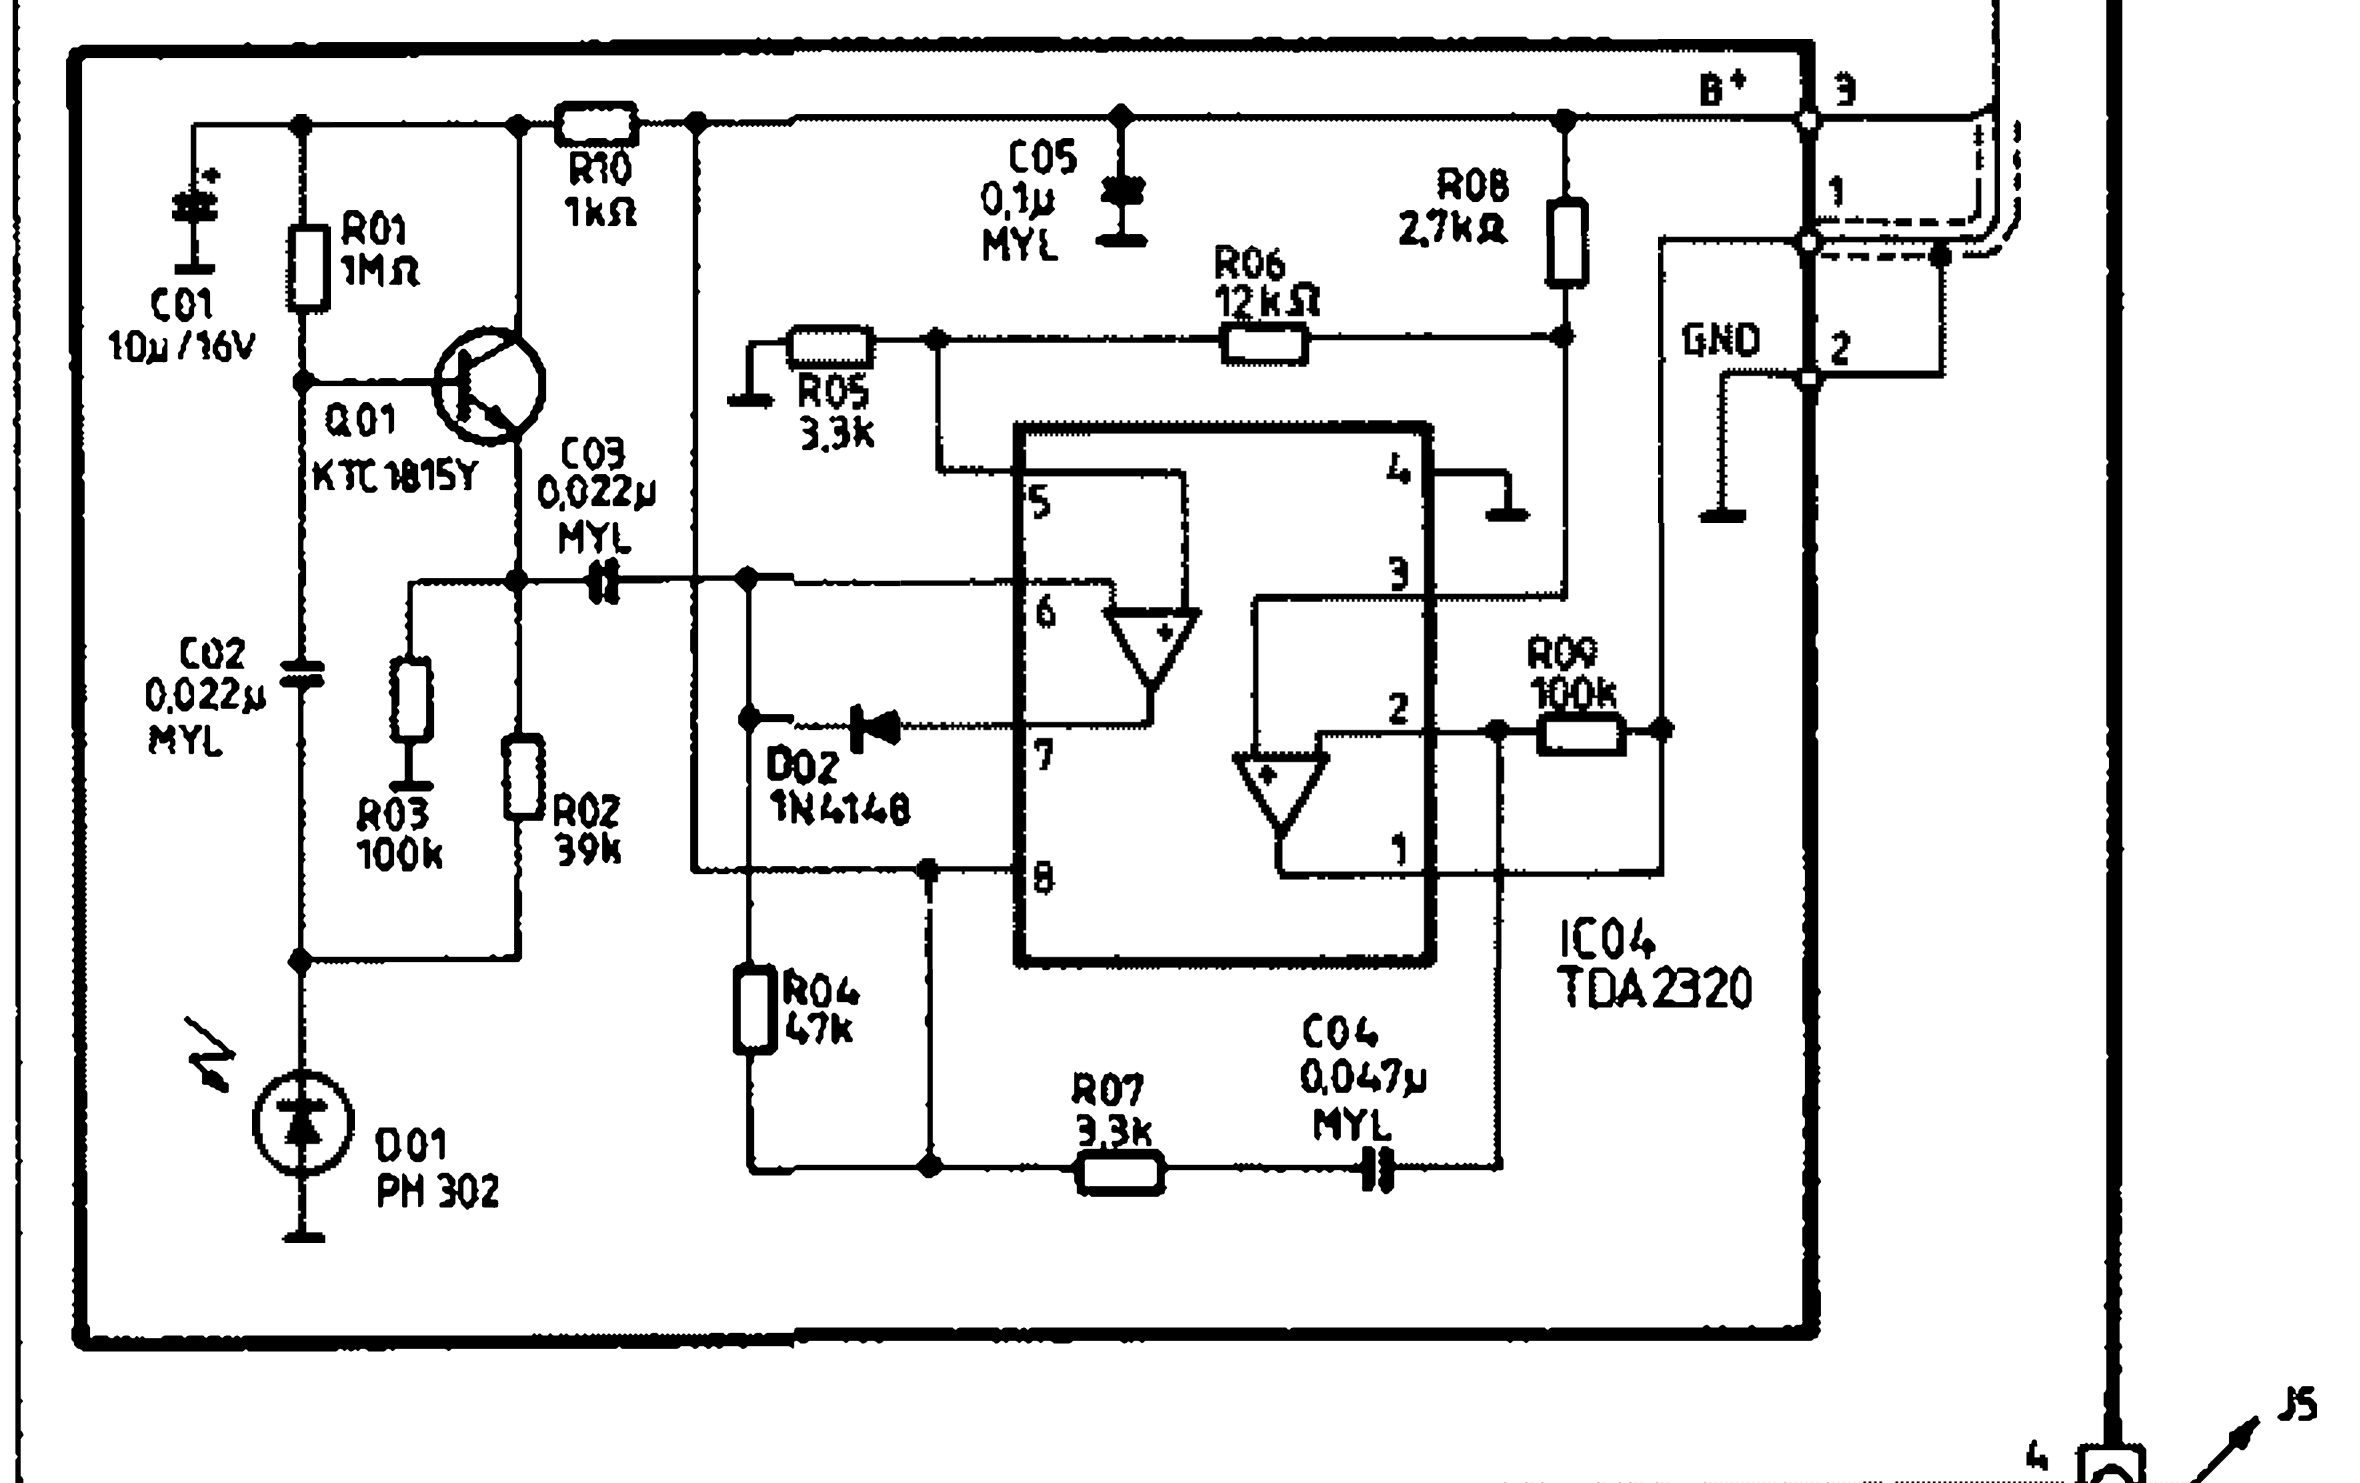 B+ 3
R10
1kΩ
C05
0,1µ
MYL
R08
2,7kΩ
1
+
R01
1MΩ
C01
10µ/16V
R06
12kΩ
GND 2
R05
3,3k
Q01
KTC1815Y
C03
0,022µ
MYL
5
4
6
3
+
C02
0,022µ
MYL
R09
100k
2
7
D02
1N4148
+
R03
100k
R02
39k
8
1
IC04
TDA2320
R04
47k
C04
0,047µ
MYL
R07
3,3k
D01
PH 302
J5
4